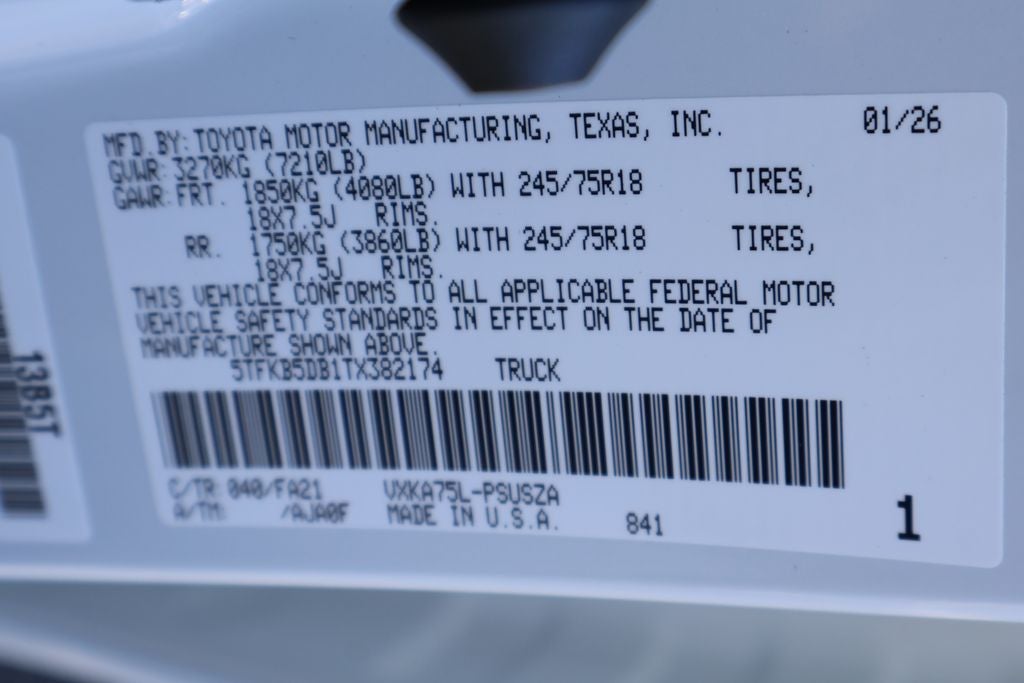 MFD.BY: TOYOTA MOTOR MANUFACTURING, TEXAS, INC. 01/26
GVWR: 3270KG (7210LB)
GAWR: FRT. 1850KG (4080LB) WITH 245/75R18 TIRES,
18X7.5J RIMS.
RR. 1750KG (3860LB) WITH 245/75R18 TIRES,
18X7.5J RIMS.
THIS VEHICLE CONFORMS TO ALL APPLICABLE FEDERAL MOTOR
VEHICLE SAFETY STANDARDS IN EFFECT ON THE DATE OF
MANUFACTURE SHOWN ABOVE.
5TFKB5DB1TX382174 TRUCK
C/TR: 040/FA21 VXKA75L-PSUSZA
A/TM: /AJA0F MADE IN U.S.A. 841
1
1385T